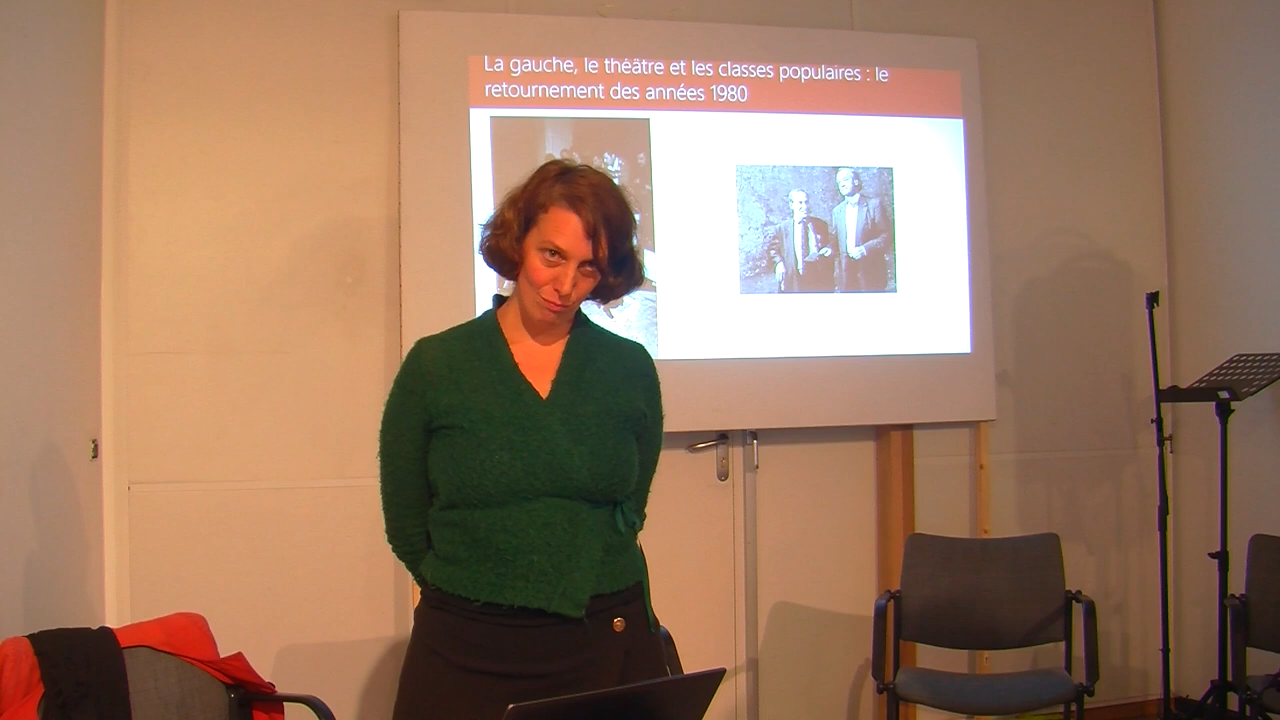 La gauche, le théâtre et les classes populaires : le
retournement des années 1980